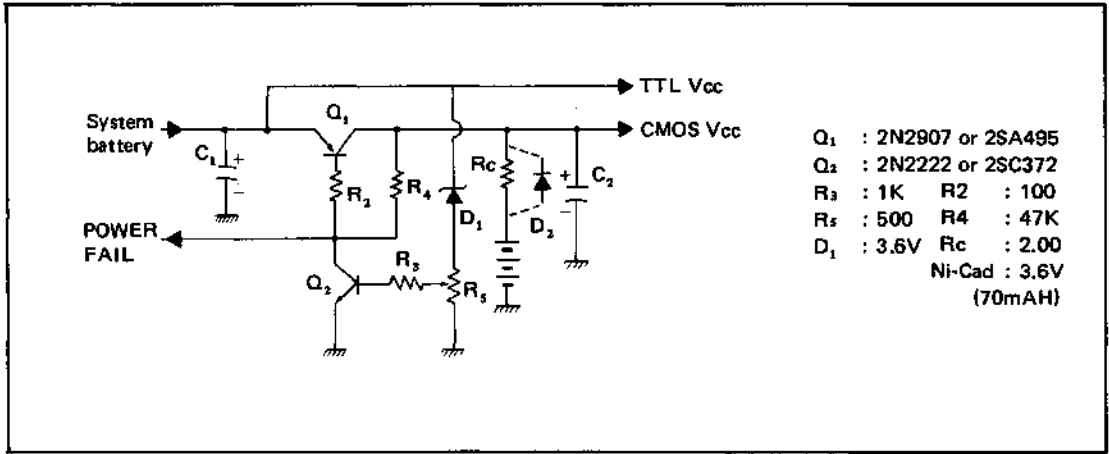 TTL Vcc
Q₁
System
battery
CMOS Vcc
C₁
+
-
R₂
R₄
D₁
Rc
D₂
+
-
C₂
POWER
FAIL
Q₂
R₃
R₅
Q₁ : 2N2907 or 2SA495
Q₂ : 2N2222 or 2SC372
R₃ : 1K R2 : 100
R₅ : 500 R4 : 47K
D₁ : 3.6V Rc : 2.00
Ni-Cad : 3.6V
(70mAH)